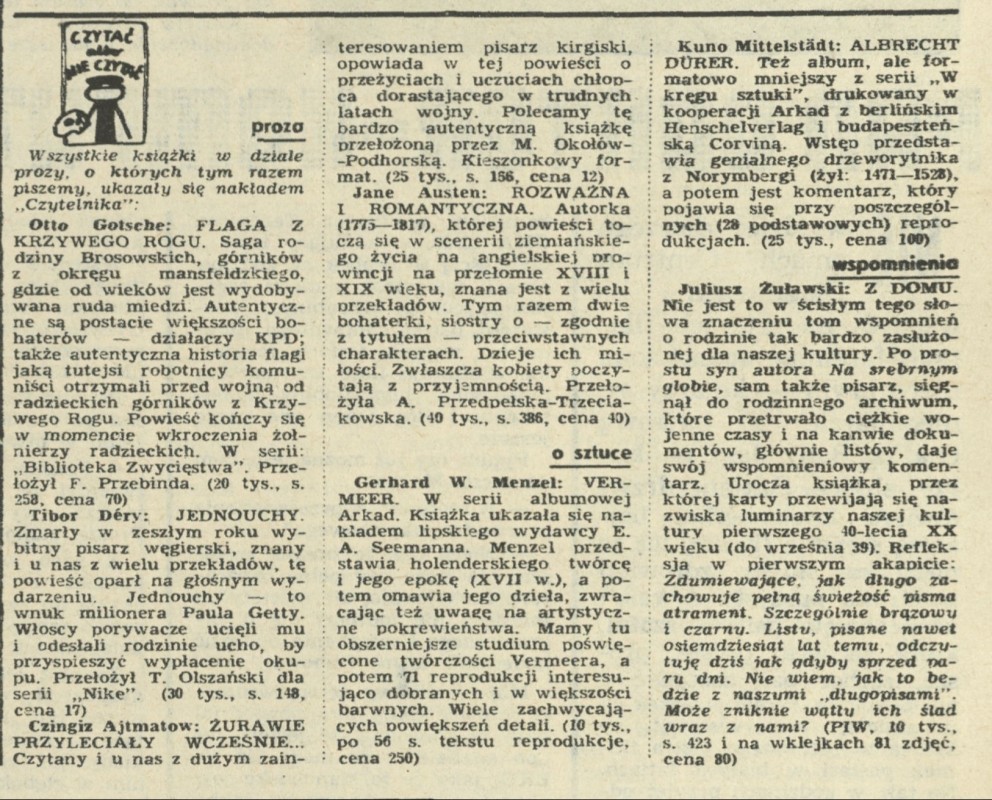 CZYTAĆ
albo
NIE CZYTAĆ
proza
Wszystkie książki w dziale
prozy, o których tym razem
piszemy, ukazały się nakładem
„Czytelnika":
Otto Gotsche: FLAGA Z
KRZYWEGO ROGU. Saga ro-
dziny Brosowskich, górników
z okręgu mansfeldzkiego,
gdzie od wieków jest wydoby-
wana ruda miedzi. Autentycz-
ne są postacie większości bo-
haterów — działaczy KPD;
także autentyczna historia flagi
jaką tutejsi robotnicy komu-
niści otrzymali przed wojną od
radzieckich górników z Krzy-
wego Rogu. Powieść kończy się
w momencie wkroczenia żoł-
nierzy radzieckich. W serii:
„Biblioteka Zwycięstwa". Prze-
łożył F. Przebinda. (20 tys., s.
258, cena 70)
Tibor Déry: JEDNOUCHY.
Zmarły w zeszłym roku wy-
bitny pisarz węgierski, znany
i u nas z wielu przekładów, tę
powieść oparł na głośnym wy-
darzeniu. Jednouchy — to
wnuk milionera Paula Getty.
Włoscy porywacze ucięli mu
i odesłali rodzinie ucho, by
przyspieszyć wypłacenie oku-
pu. Przełożył T. Olszański dla
serii „Nike". (30 tys., s. 148,
cena 17)
Czingiz Ajtmatow: ŻURAWIE
PRZYLECIAŁY WCZEŚNIE...
Czytany i u nas z dużym zain-
teresowaniem pisarz kirgiski,
opowiada w tej powieści o
przeżyciach i uczuciach chłop-
ca dorastającego w trudnych
latach wojny. Polecamy tę
bardzo autentyczną książkę
przełożoną przez M. Okołów-
-Podhorską. Kieszonkowy for-
mat. (25 tys., s. 156, cena 12)
Jane Austen: ROZWAŻNA
I ROMANTYCZNA. Autorka
(1775—1817), której powieści to-
czą się w scenerii ziemiańskie-
go życia na angielskiej pro-
wincji na przełomie XVIII i
XIX wieku, znana jest z wielu
przekładów. Tym razem dwie
bohaterki, siostry o — zgodnie
z tytułem — przeciwstawnych
charakterach. Dzieje ich mi-
łości. Zwłaszcza kobiety poczy-
tają z przyjemnością. Przeło-
żyła A. Przedpełska-Trzecia-
kowska. (40 tys., s. 386, cena 40)
o sztuce
Gerhard W. Menzel: VER-
MEER. W serii albumowej
Arkad. Książka ukazała się na-
kładem lipskiego wydawcy E.
A. Seemanna. Menzel przed-
stawia holenderskiego twórcę
i jego epokę (XVII w.), a po-
tem omawia jego dzieła, zwra-
cając też uwagę na artystycz-
ne pokrewieństwa. Mamy tu
obszerniejsze studium poświę-
cone twórczości Vermeera, a
potem 71 reprodukcji interesu-
jąco dobranych i w większości
barwnych. Wiele zachwycają-
cych powiększeń detali. (10 tys.,
po 56 s. tekstu reprodukcje,
cena 250)
Kuno Mittelstädt: ALBRECHT
DÜRER. Też album, ale for-
matowo mniejszy z serii „W
kręgu sztuki", drukowany w
kooperacji Arkad z berlińskim
Henschelverlag i budapeszteń-
ską Corviną. Wstęp przedsta-
wia genialnego drzeworytnika
z Norymbergi (żył: 1471—1528),
a potem jest komentarz, który
pojawia się przy poszczegól-
nych (28 podstawowych) repro-
dukcjach. (25 tys., cena 100)
wspomnienia
Juliusz Żuławski: Z DOMU.
Nie jest to w ścisłym tego sło-
wa znaczeniu tom wspomnień
o rodzinie tak bardzo zasłużo-
nej dla naszej kultury. Po pro-
stu syn autora Na srebrnym
globie, sam także pisarz, sięg-
nął do rodzinnego archiwum,
które przetrwało ciężkie wo-
jenne czasy i na kanwie doku-
mentów, głównie listów, daje
swój wspomnieniowy komen-
tarz. Urocza książka, przez
której karty przewijają się na-
zwiska luminarzy naszej kul-
tury pierwszego 40-lecia XX
wieku (do września 39). Reflek-
sja w pierwszym akapicie:
Zdumiewające, jak długo za-
chowuje pełną świeżość pisma
atrament. Szczególnie brązowy
i czarny. Listy, pisane nawet
osiemdziesiąt lat temu, odczy-
tuję dziś jak gdyby sprzed pa-
ru dni. Nie wiem, jak to bę-
dzie z naszymi „długopisami".
Może zniknie wątły ich ślad
wraz z nami? (PIW, 10 tys.,
s. 423 i na wklejkach 81 zdjęć,
cena 80)